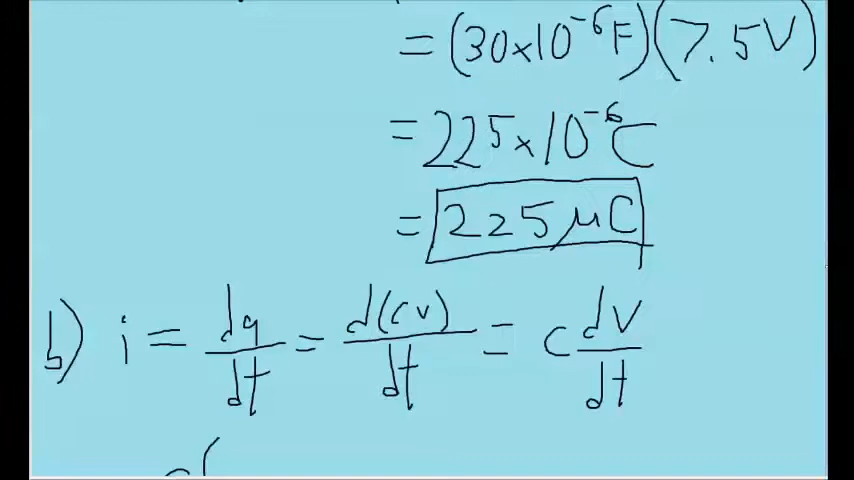 = (30×10⁻⁶F)(7.5V)
= 225×10⁻⁶C
= 225μC
b) i = dq/dt = d(cv)/dt = c dV/dt